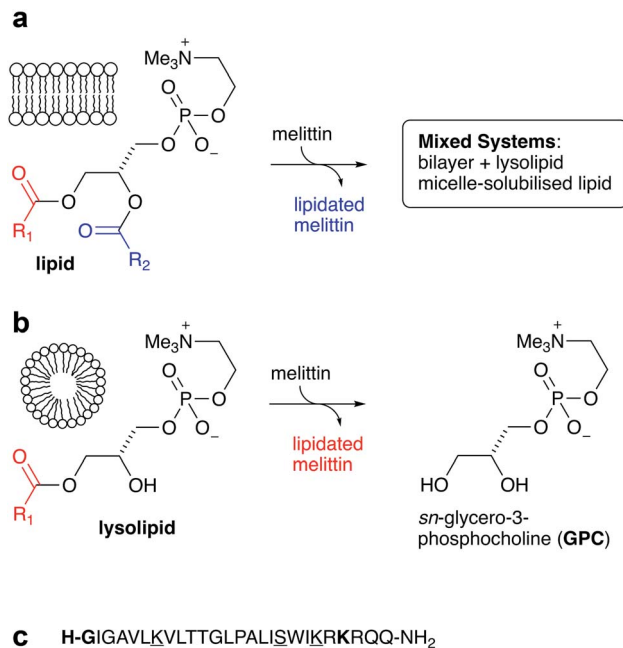 a
Me3N+
O
O
P
O
O−
O
O
O
R1
O
O
R2
lipid
melittin
lipidated
melittin
Mixed Systems:
bilayer + lysolipid
micelle-solubilised lipid
b
Me3N+
O
O
P
O
O−
O
O
R1
OH
lysolipid
melittin
lipidated
melittin
Me3N+
O
O
P
O
O−
HO
OH
sn-glycero-3-
phosphocholine (GPC)
c H-GIGAVLKVLTTGLPALISWIKRKRQQ-NH2